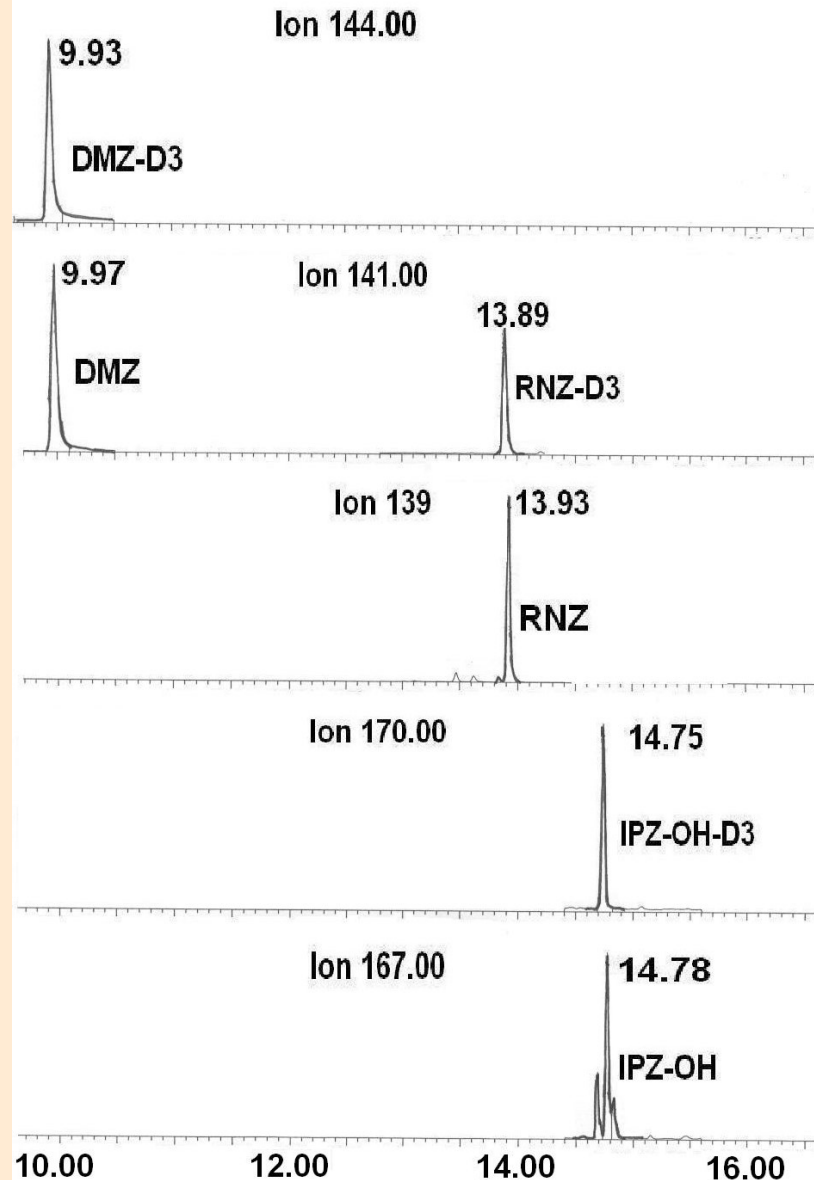 Ion 144.00
9.93
DMZ-D3
9.97
Ion 141.00
13.89
DMZ
RNZ-D3
Ion 139
13.93
RNZ
Ion 170.00
14.75
IPZ-OH-D3
Ion 167.00
14.78
IPZ-OH
10.00 12.00 14.00 16.00